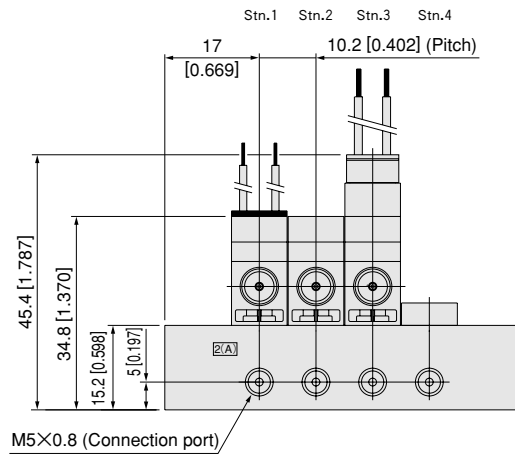 Stn.1 Stn.2 Stn.3 Stn.4
17
[0.669]
10.2 [0.402] (Pitch)
45.4 [1.787]
34.8 [1.370]
15.2 [0.598]
5 [0.197]
2(A)
M5×0.8 (Connection port)